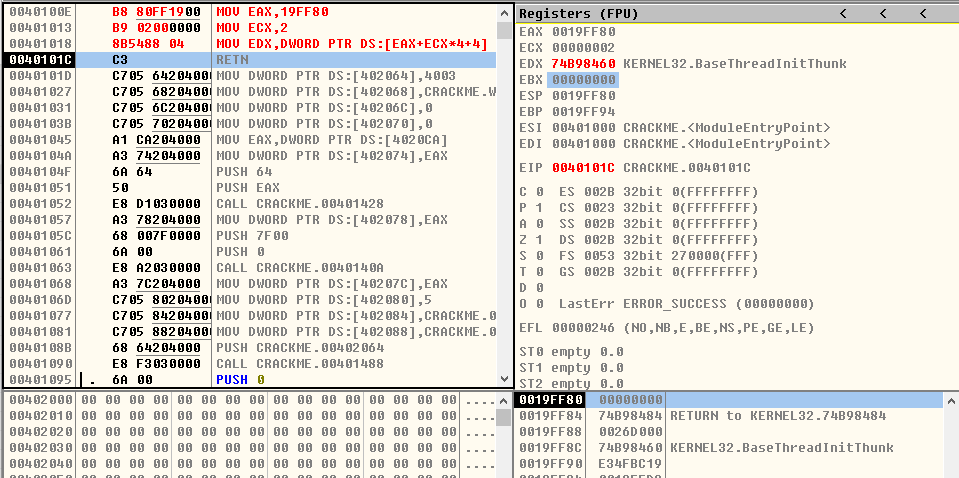 0040100E B8 80FF1900 MOV EAX,19FF80
00401013 B9 02000000 MOV ECX,2
00401018 8B5488 04 MOV EDX,DWORD PTR DS:[EAX+ECX*4+4]
0040101C C3 RETN
0040101D C705 64204000 MOV DWORD PTR DS:[402064],4003
00401027 C705 68204000 MOV DWORD PTR DS:[402068],CRACKME.W
00401031 C705 6C204000 MOV DWORD PTR DS:[40206C],0
0040103B C705 70204000 MOV DWORD PTR DS:[402070],0
00401045 A1 CA204000 MOV EAX,DWORD PTR DS:[4020CA]
0040104A A3 74204000 MOV DWORD PTR DS:[402074],EAX
0040104F 6A 64 PUSH 64
00401051 50 PUSH EAX
00401052 E8 D1030000 CALL CRACKME.00401428
00401057 A3 78204000 MOV DWORD PTR DS:[402078],EAX
0040105C 68 007F0000 PUSH 7F00
00401061 6A 00 PUSH 0
00401063 E8 A2030000 CALL CRACKME.0040140A
00401068 A3 7C204000 MOV DWORD PTR DS:[40207C],EAX
0040106D C705 80204000 MOV DWORD PTR DS:[402080],5
00401077 C705 84204000 MOV DWORD PTR DS:[402084],CRACKME.0
00401081 C705 88204000 MOV DWORD PTR DS:[402088],CRACKME.0
0040108B 68 64204000 PUSH CRACKME.00402064
00401090 E8 F3030000 CALL CRACKME.00401488
00401095 . 6A 00 PUSH 0
Registers (FPU) < < <
EAX 0019FF80
ECX 00000002
EDX 74B98460 KERNEL32.BaseThreadInitThunk
EBX 00000000
ESP 0019FF80
EBP 0019FF94
ESI 00401000 CRACKME.<ModuleEntryPoint>
EDI 00401000 CRACKME.<ModuleEntryPoint>
EIP 0040101C CRACKME.0040101C
C 0 ES 002B 32bit 0(FFFFFFFF)
P 1 CS 0023 32bit 0(FFFFFFFF)
A 0 SS 002B 32bit 0(FFFFFFFF)
Z 1 DS 002B 32bit 0(FFFFFFFF)
S 0 FS 0053 32bit 270000(FFF)
T 0 GS 002B 32bit 0(FFFFFFFF)
D 0
O 0 LastErr ERROR_SUCCESS (00000000)
EFL 00000246 (NO,NB,E,BE,NS,PE,GE,LE)
ST0 empty 0.0
ST1 empty 0.0
ST2 empty 0.0
00402000 00 00 00 00 00 00 00 00 00 00 00 00 00 00 00 00 ....
00402010 00 00 00 00 00 00 00 00 00 00 00 00 00 00 00 00 ....
00402020 00 00 00 00 00 00 00 00 00 00 00 00 00 00 00 00 ....
00402030 00 00 00 00 00 00 00 00 00 00 00 00 00 00 00 00 ....
00402040 00 00 00 00 00 00 00 00 00 00 00 00 00 00 00 00 ....
0019FF80 00000000
0019FF84 74B98484 RETURN to KERNEL32.74B98484
0019FF88 0026D000
0019FF8C 74B98460 KERNEL32.BaseThreadInitThunk
0019FF90 E34FBC19